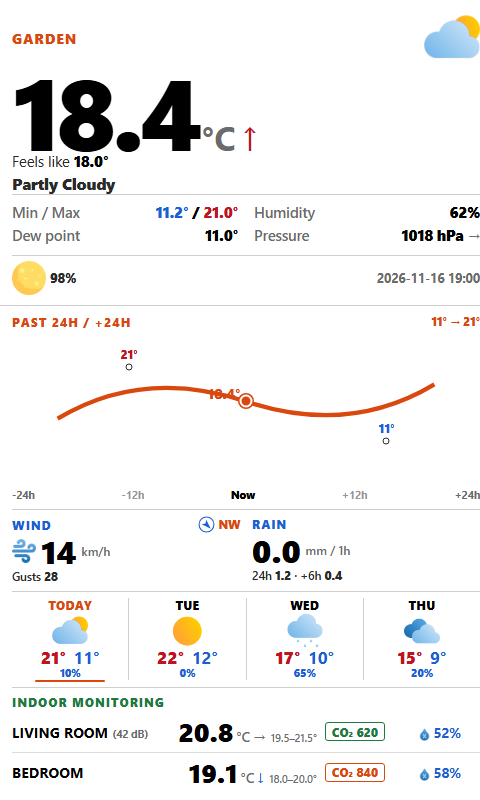 GARDEN
18.4°C ↑
Feels like 18.0°
Partly Cloudy
Min / Max 11.2° / 21.0° Humidity 62%
Dew point 11.0° Pressure 1018 hPa →
98% 2026-11-16 19:00
PAST 24H / +24H 11° → 21°
21°
18.4°
11°
-24h -12h Now +12h +24h
WIND NW RAIN
14 km/h 0.0 mm / 1h
Gusts 28 24h 1.2 · +6h 0.4
TODAY TUE WED THU
21° 11° 22° 12° 17° 10° 15° 9°
10% 0% 65% 20%
INDOOR MONITORING
LIVING ROOM (42 dB) 20.8 °C → 19.5–21.5° CO₂ 620 52%
BEDROOM 19.1 °C ↓ 18.0–20.0° CO₂ 840 58%